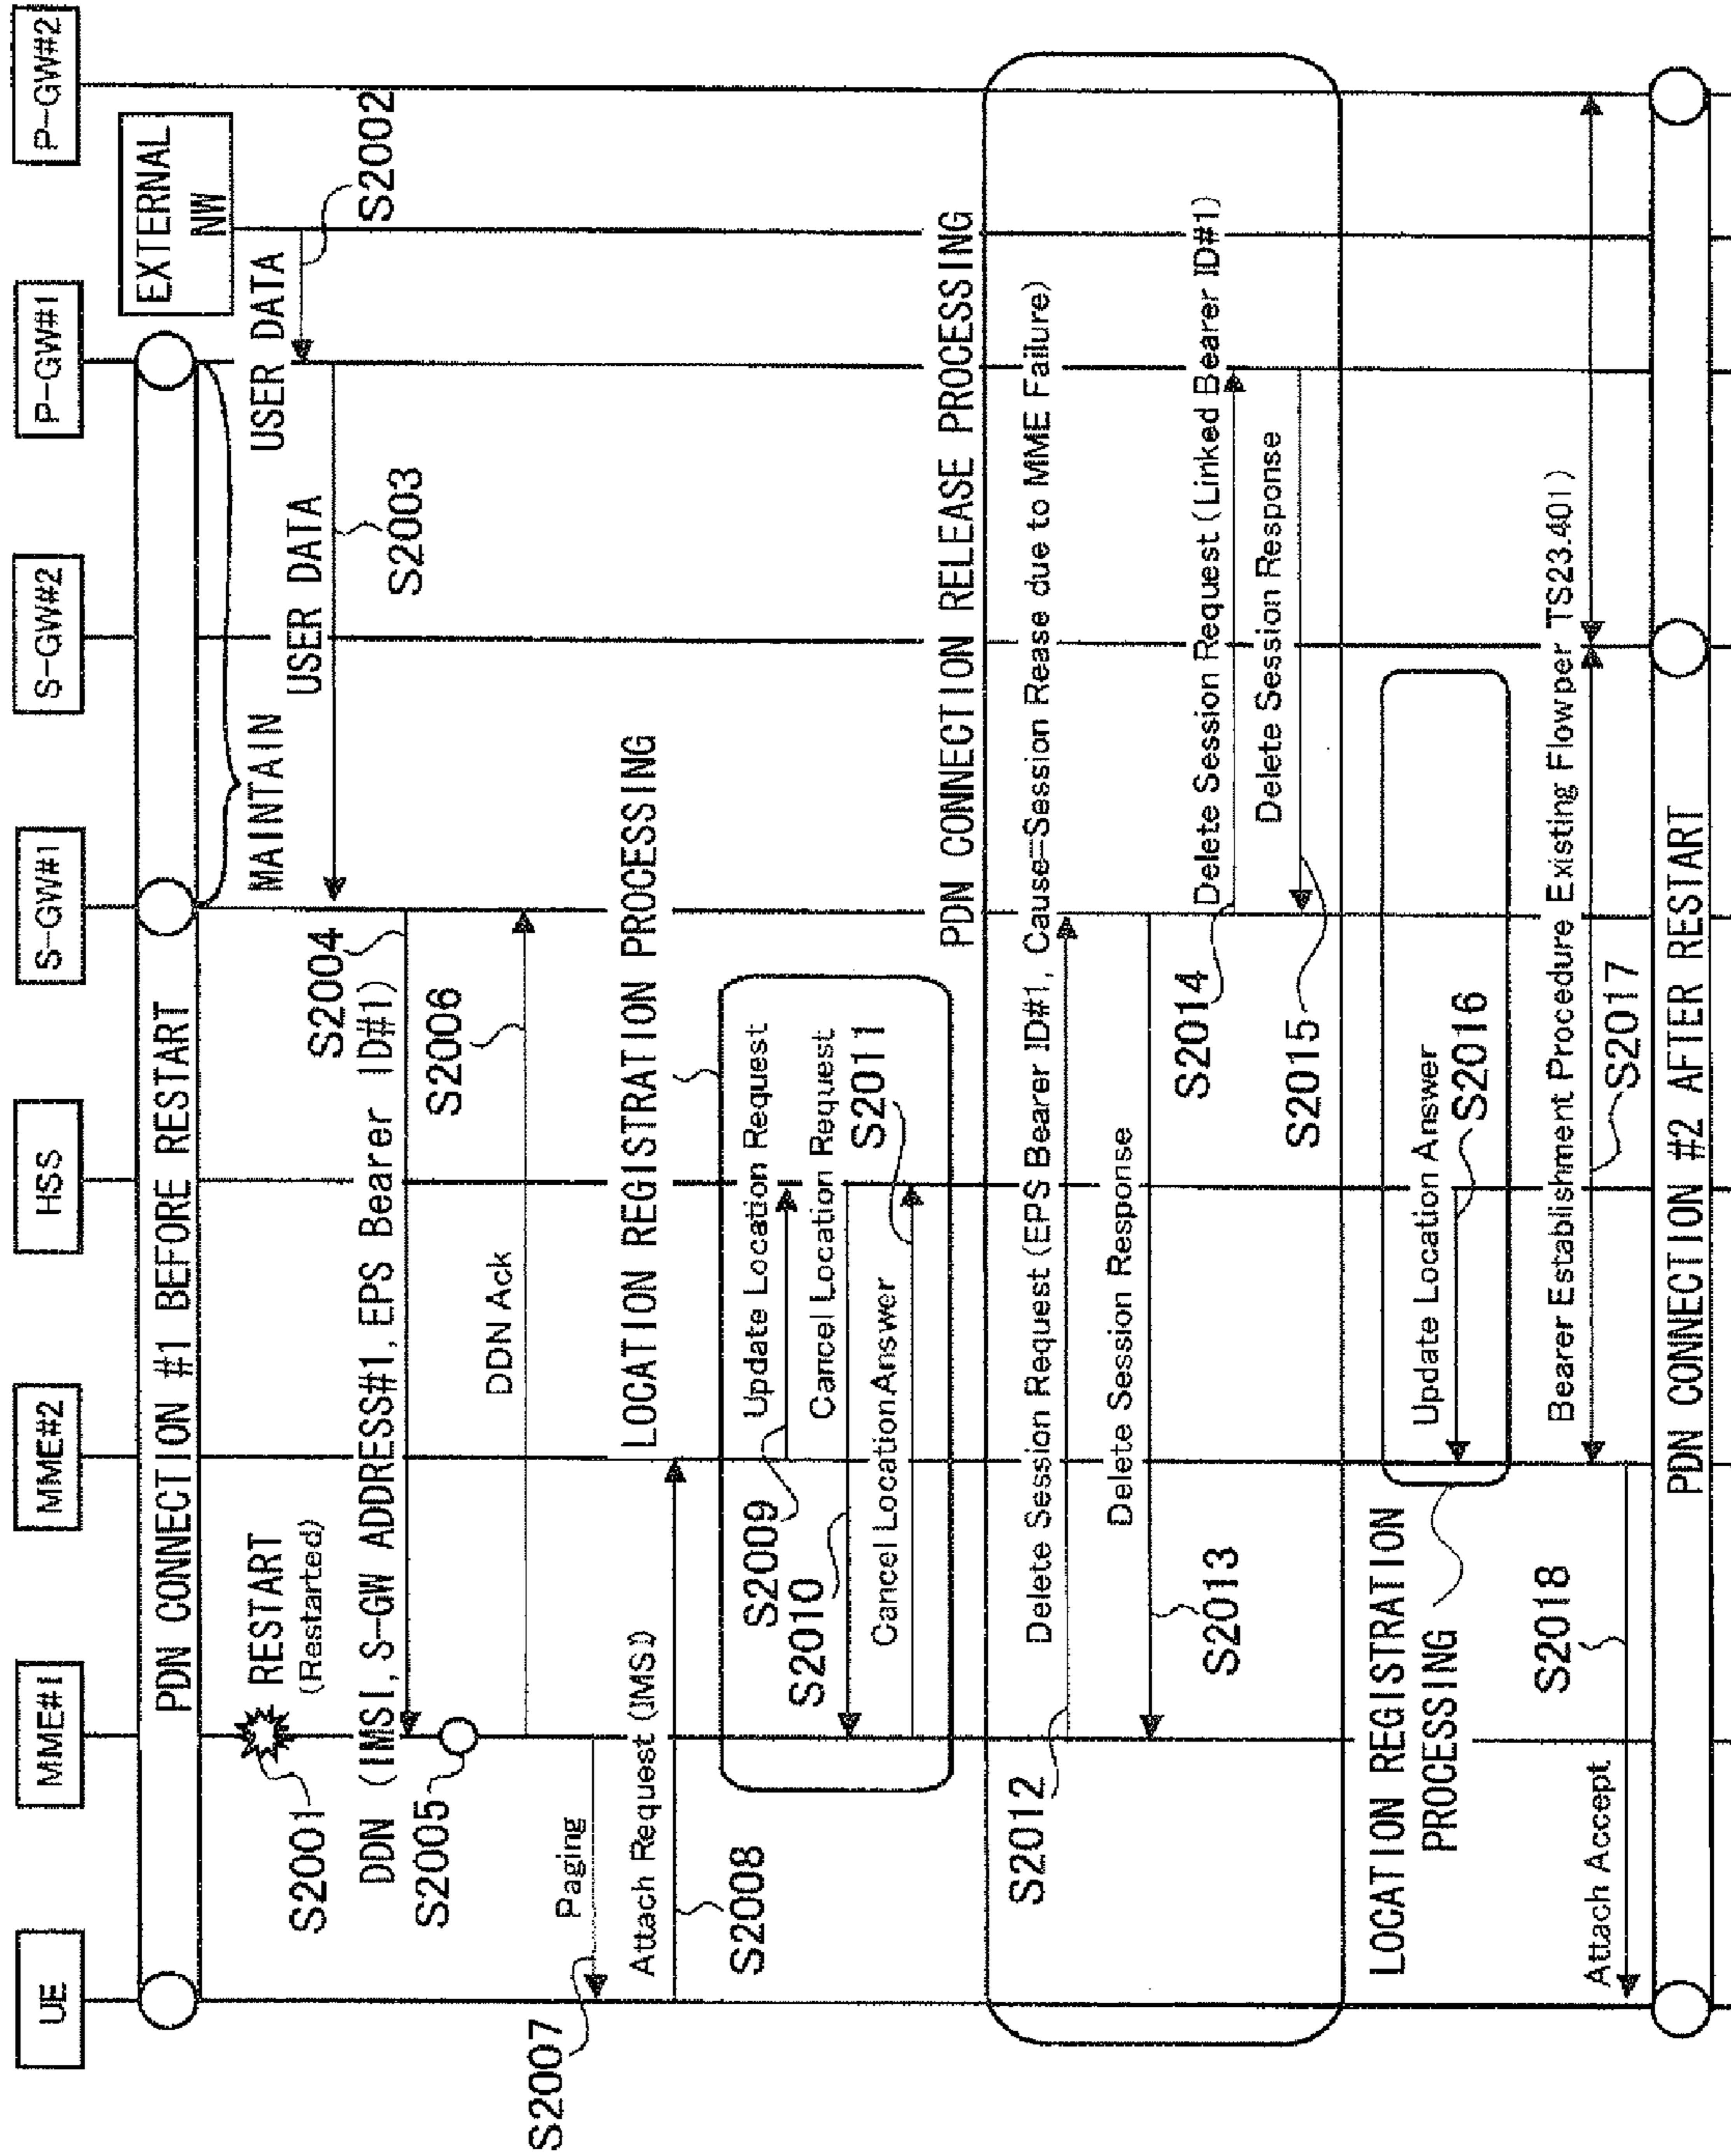 UE
MME#1
MME#2
HSS
S-GW#1
S-GW#2
P-GW#1
EXTERNAL
NW
P-GW#2
PDN CONNECTION #1 BEFORE RESTART
RESTART
(Restarted)
S2001
MAINTAIN
USER DATA
S2002
USER DATA
S2003
S2004
DDN (IMSI, S-GW ADDRESS#1, EPS Bearer ID#1)
S2005
S2006
DDN Ack
Paging
S2007
Attach Request (IMSI)
S2008
LOCATION REGISTRATION PROCESSING
Update Location Request
S2009
Cancel Location Request
S2010
Cancel Location Answer
S2011
PDN CONNECTION RELEASE PROCESSING
Delete Session Request (EPS Bearer ID#1, Cause=Session Rease due to MME Failure)
S2012
Delete Session Response
S2013
Delete Session Request (Linked Bearer ID#1)
S2014
Delete Session Response
S2015
LOCATION REGISTRATION
PROCESSING
Update Location Answer
S2016
Bearer Establishment Procedure Existing Flowper TS23.401)
S2017
Attach Accept
S2018
PDN CONNECTION #2 AFTER RESTART